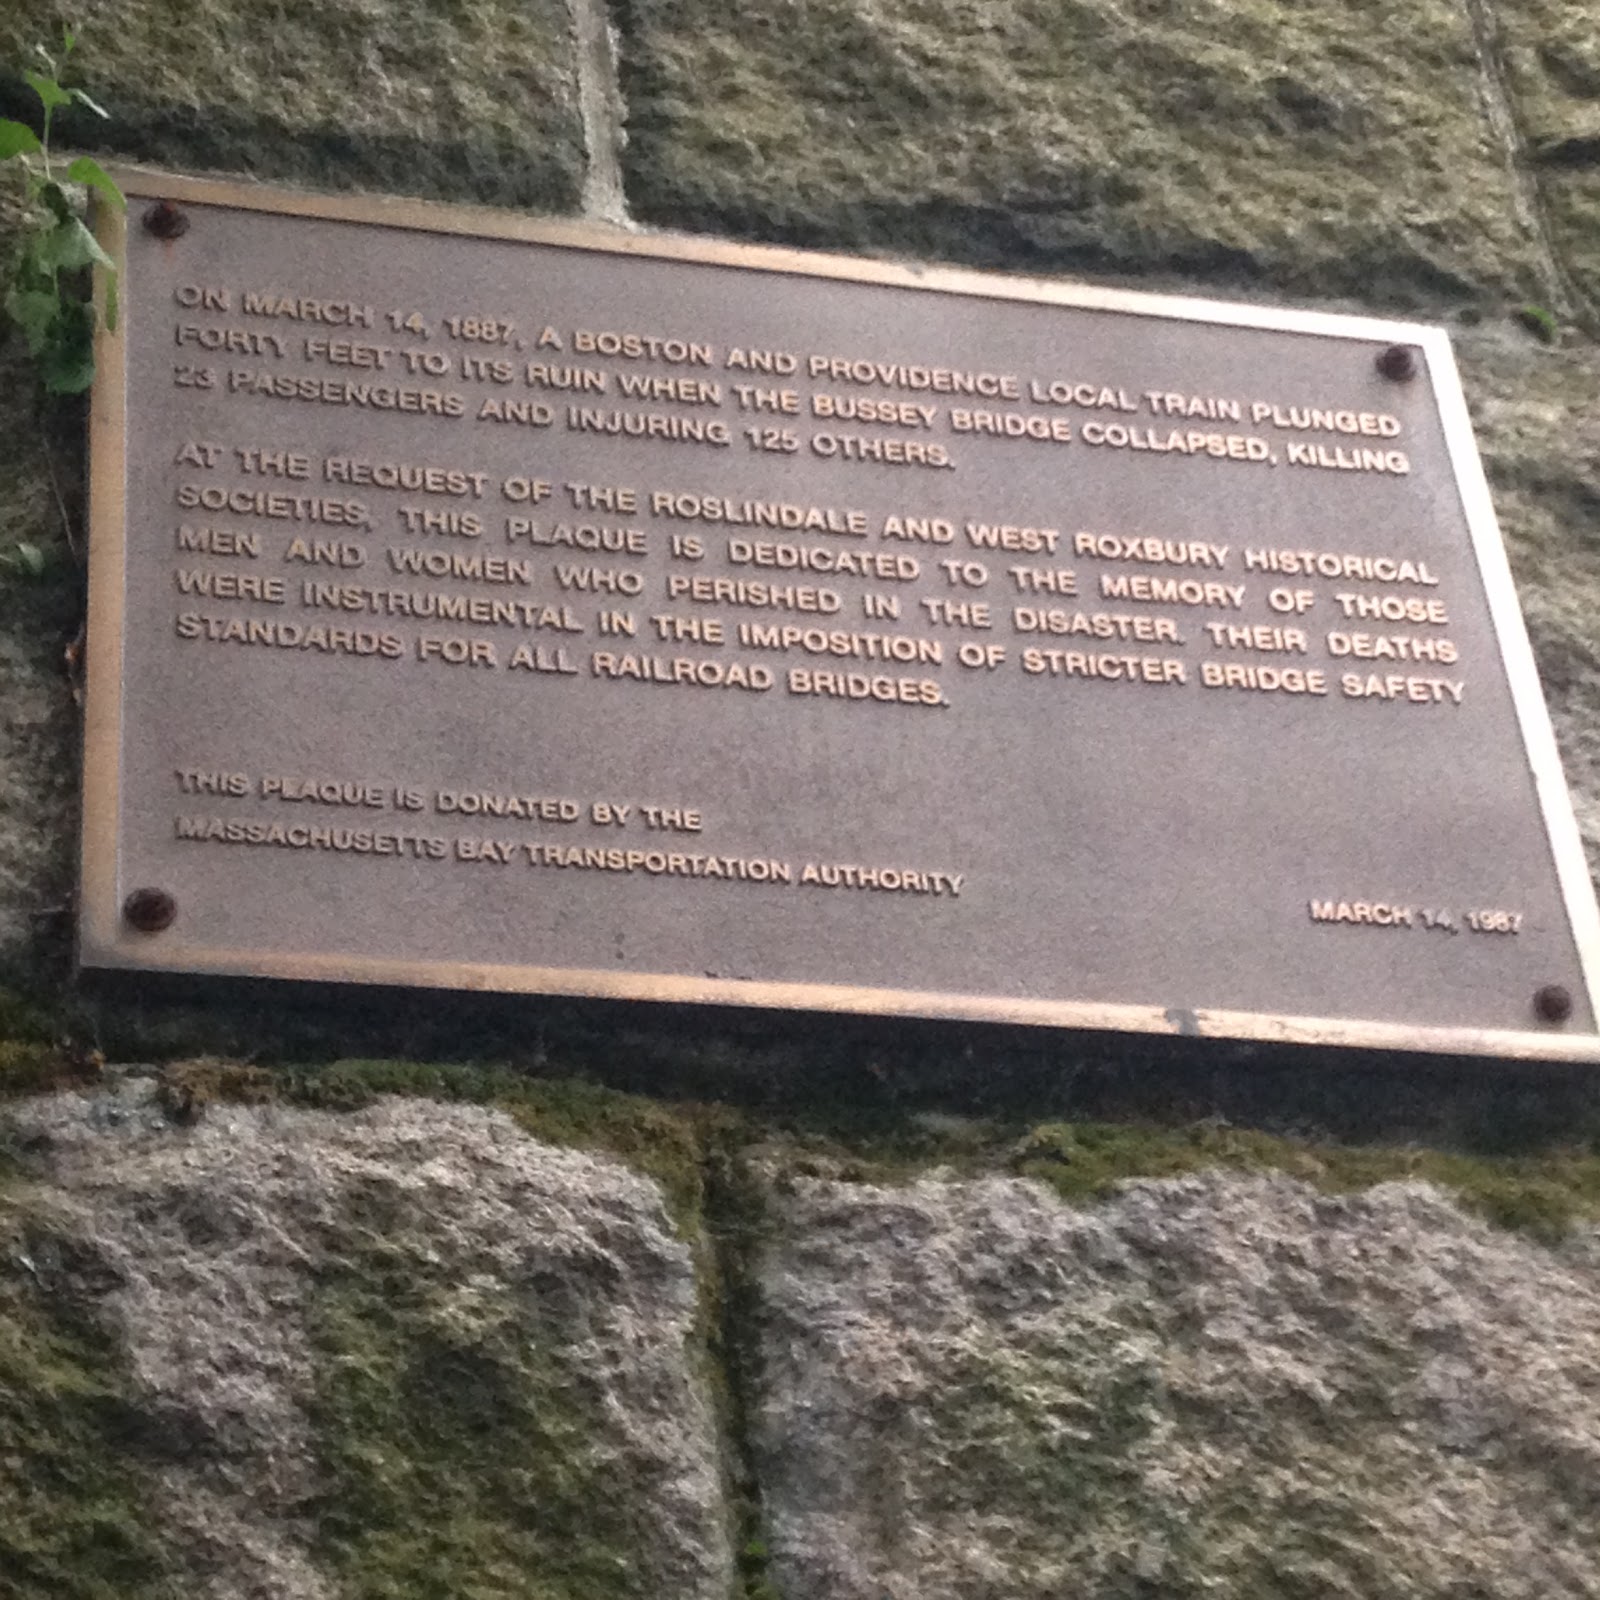 ON MARCH 14, 1887, A BOSTON AND PROVIDENCE LOCAL TRAIN PLUNGED
FORTY FEET TO ITS RUIN WHEN THE BUSSEY BRIDGE COLLAPSED, KILLING
23 PASSENGERS AND INJURING 125 OTHERS.
AT THE REQUEST OF THE ROSLINDALE AND WEST ROXBURY HISTORICAL
SOCIETIES, THIS PLAQUE IS DEDICATED TO THE MEMORY OF THOSE
MEN AND WOMEN WHO PERISHED IN THE DISASTER. THEIR DEATHS
WERE INSTRUMENTAL IN THE IMPOSITION OF STRICTER BRIDGE SAFETY
STANDARDS FOR ALL RAILROAD BRIDGES.
THIS PLAQUE IS DONATED BY THE
MASSACHUSETTS BAY TRANSPORTATION AUTHORITY
MARCH 14, 1987